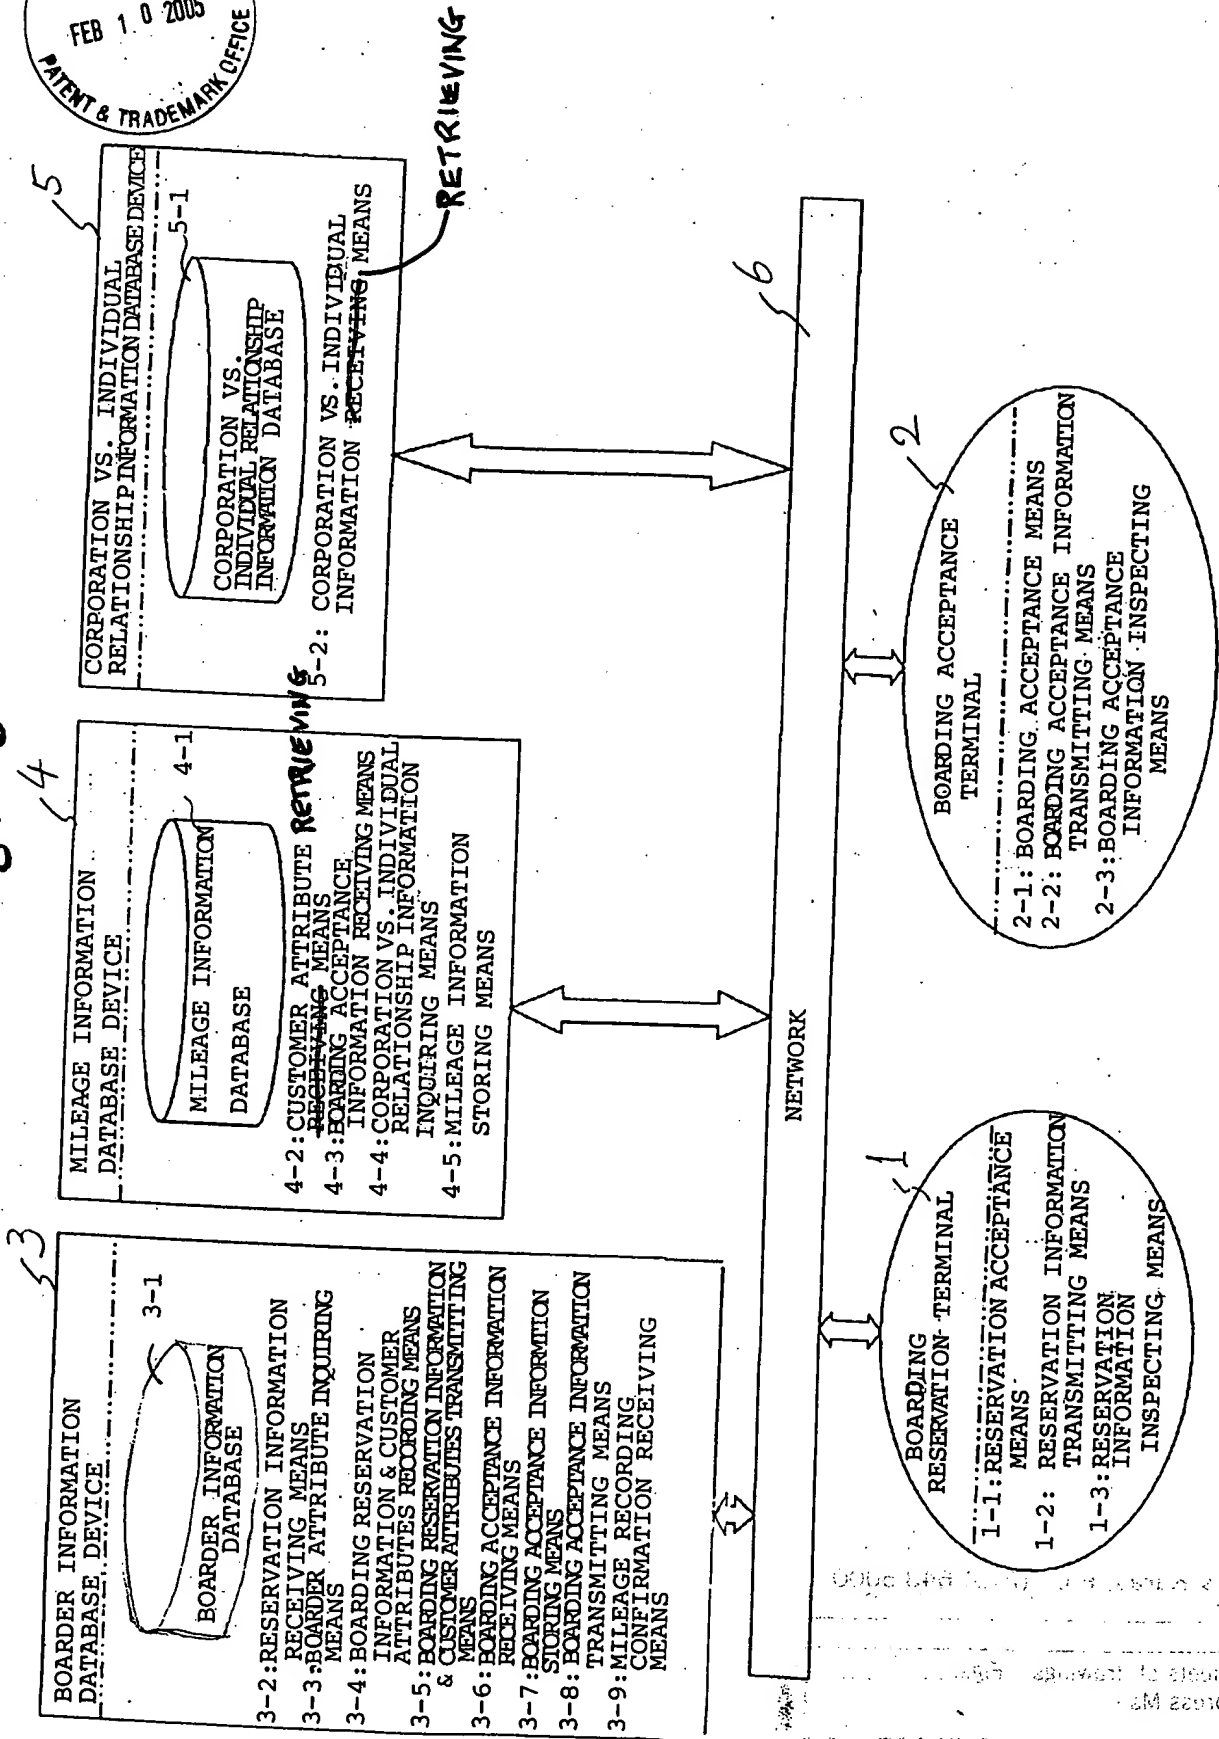 FEB 10 2005
PATENT & TRADEMARK OFFICE
3
BOARDER INFORMATION
DATABASE DEVICE
3-1
BOARDER INFORMATION
DATABASE
3-2:RESERVATION INFORMATION
RECEIVING MEANS
3-3:BOARDER ATTRIBUTE INQUIRING
MEANS
3-4:BOARDING RESERVATION
INFORMATION & CUSTOMER
ATTRIBUTES RECORDING MEANS
3-5:BOARDING RESERVATION INFORMATION
& CUSTOMER ATTRIBUTES TRANSMITTING
MEANS
3-6:BOARDING ACCEPTANCE INFORMATION
RECEIVING MEANS
3-7:BOARDING ACCEPTANCE INFORMTION
STORING MEANS
3-8:BOARDING ACCEPTANCE INFORMATION
TRANSMITTING MEANS
3-9:MILEAGE RECORDING
CONFIRMATION RECEIVING
MEANS
4
MILEAGE INFORMATION
DATABASE DEVICE
4-1
MILEAGE INFORMATION
DATABASE
4-2:CUSTOMER ATTRIBUTE RETRIEVING
RECEIVING MEANS
4-3:BOARDING ACCEPTANCE
INFORMATION RECEIVING MEANS
4-4:CORPORATION VS. INDIVIDUAL
RELATIONSHIP INFORMATION
INQUIRING MEANS
4-5:MILEAGE INFORMATION
STORING MEANS
5
CORPORATION VS. INDIVIDUAL
RELATIONSHIP INFORMATION DATABASE DEVICE
5-1
CORPORATION VS.
INDIVIDUAL RELATIONSHIP
INFORMATION DATABASE
5-2: CORPORATION VS. INDIVIDUAL
INFORMATION RECEIVING MEANS
RETRIEVING
6
NETWORK
1
BOARDING
RESERVATION TERMINAL
1-1:RESERVATION ACCEPTANCE
MEANS
1-2: RESERVATION INFORMATION
TRANSMITTING MEANS
1-3:RESERVATION
INFORMATION
INSPECTING MEANS
2
BOARDING ACCEPTANCE
TERMINAL
2-1: BOARDING ACCEPTANCE MEANS
2-2: BOARDING ACCEPTANCE INFORMATION
TRANSMITTING MEANS
2-3:BOARDING ACCEPTANCE
INFORMATION INSPECTING
MEANS